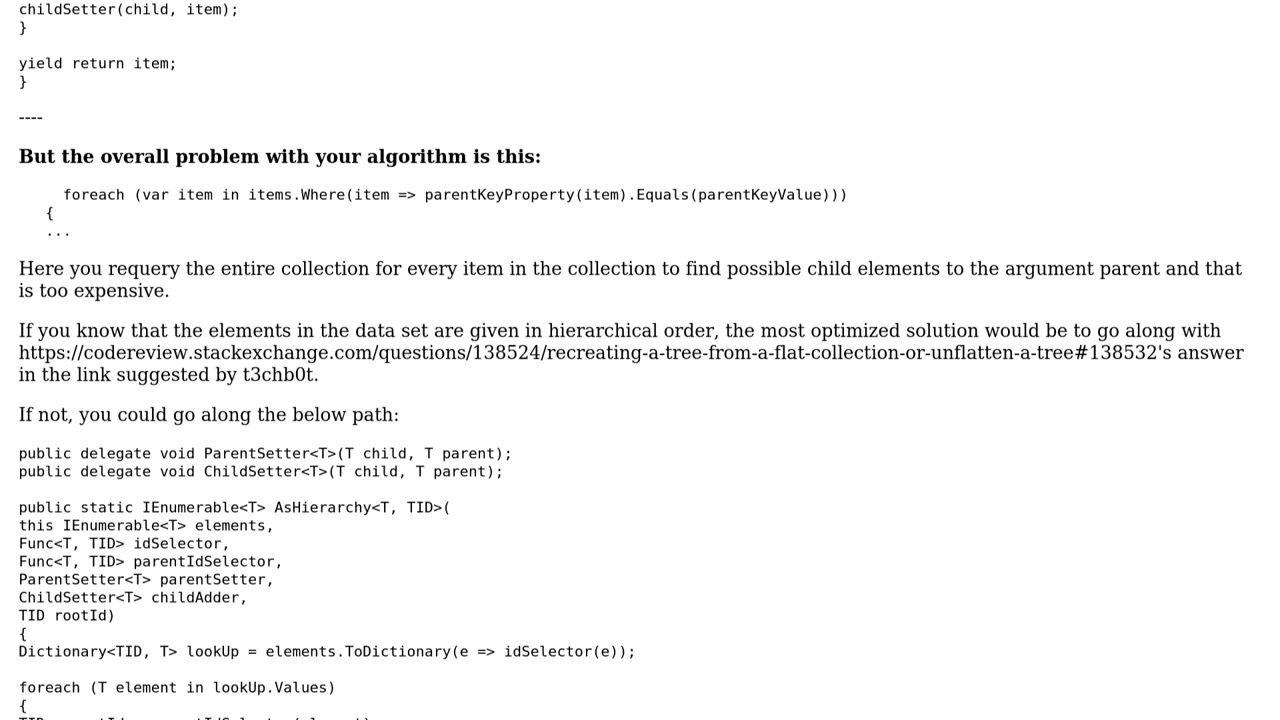 childSetter(child, item);
}
yield return item;
}
----
But the overall problem with your algorithm is this:
foreach (var item in items.Where(item => parentKeyProperty(item).Equals(parentKeyValue)))
{
...
Here you requery the entire collection for every item in the collection to find possible child elements to the argument parent and that
is too expensive.
If you know that the elements in the data set are given in hierarchical order, the most optimized solution would be to go along with
https://codereview.stackexchange.com/questions/138524/recreating-a-tree-from-a-flat-collection-or-unflatten-a-tree#138532's answer
in the link suggested by t3chb0t.
If not, you could go along the below path:
public delegate void ParentSetter<T>(T child, T parent);
public delegate void ChildSetter<T>(T child, T parent);
public static IEnumerable<T> AsHierarchy<T, TID>(
this IEnumerable<T> elements,
Func<T, TID> idSelector,
Func<T, TID> parentIdSelector,
ParentSetter<T> parentSetter,
ChildSetter<T> childAdder,
TID rootId)
{
Dictionary<TID, T> lookUp = elements.ToDictionary(e => idSelector(e));
foreach (T element in lookUp.Values)
{